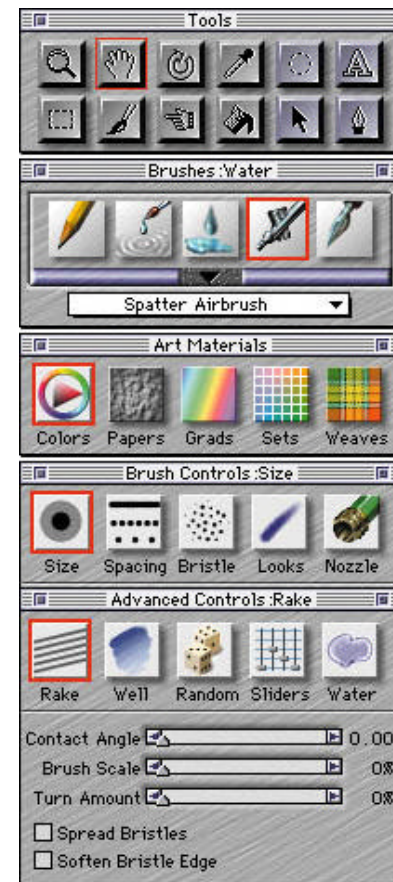 Tools
A
Brushes:Water
Spatter Airbrush
Art Materials
Colors Papers Grads Sets Weaves
Brush Controls:Size
Size Spacing Bristle Looks Nozzle
Advanced Controls:Rake
Rake Well Random Sliders Water
Contact Angle 0.00
Brush Scale 0%
Turn Amount 0%
Spread Bristles
Soften Bristle Edge